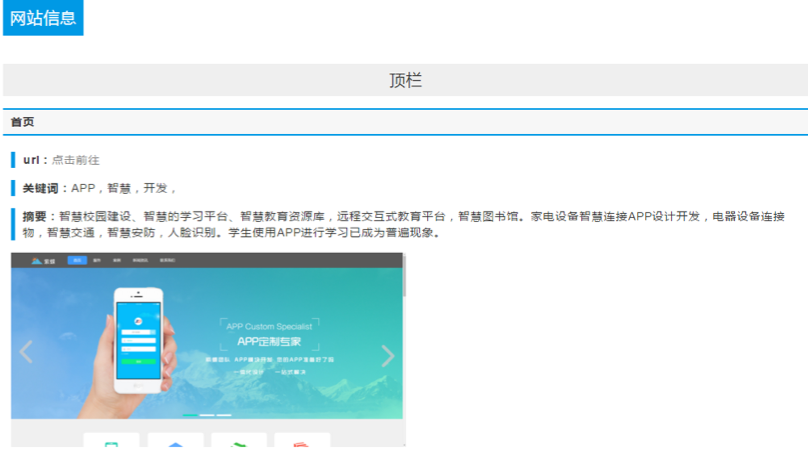 网站信息
顶栏
首页
url：点击前往
关键词：APP，智慧，开发，
摘要：智慧校园建设、智慧的学习平台、智慧教育资源库，远程交互式教育平台，智慧图书馆。家电设备智慧连接APP设计开发，电器设备连接
物，智慧交通，智慧安防，人脸识别。学生使用APP进行学习已成为普遍现象。
APP Custom Specialist
APP定制专家